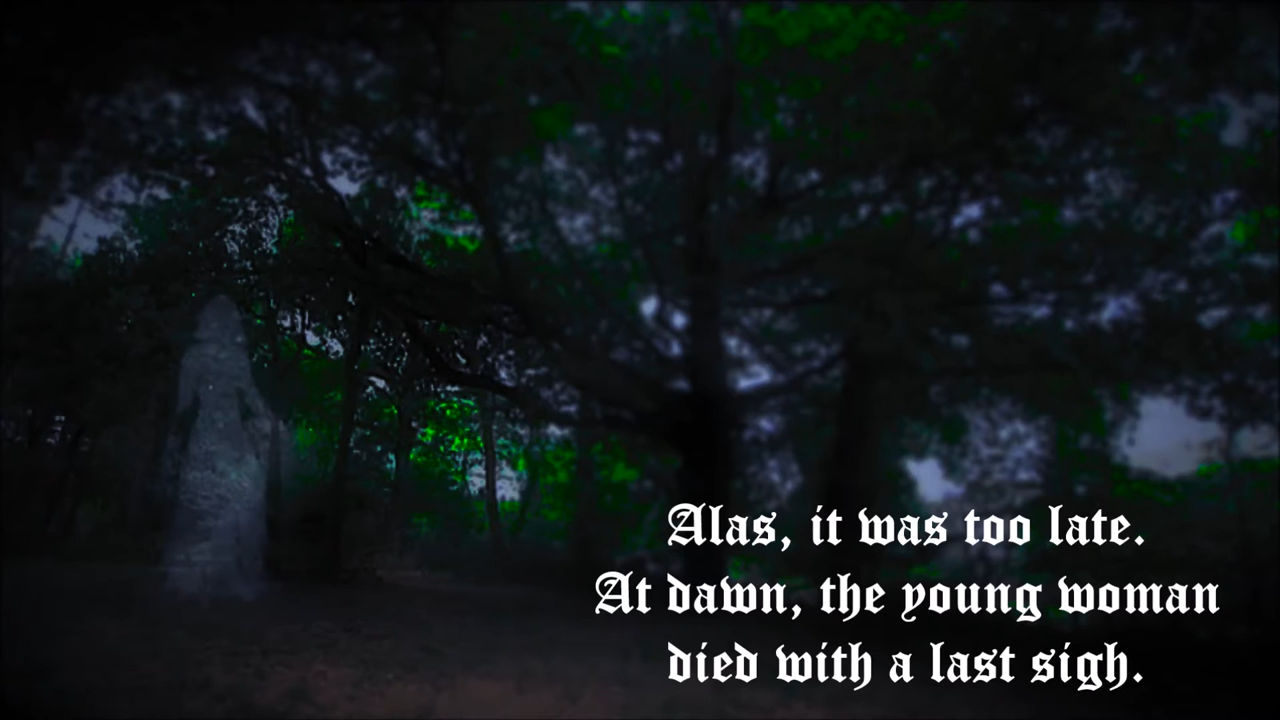 Alas, it was too late.
At dawn, the young woman
died with a last sigh.